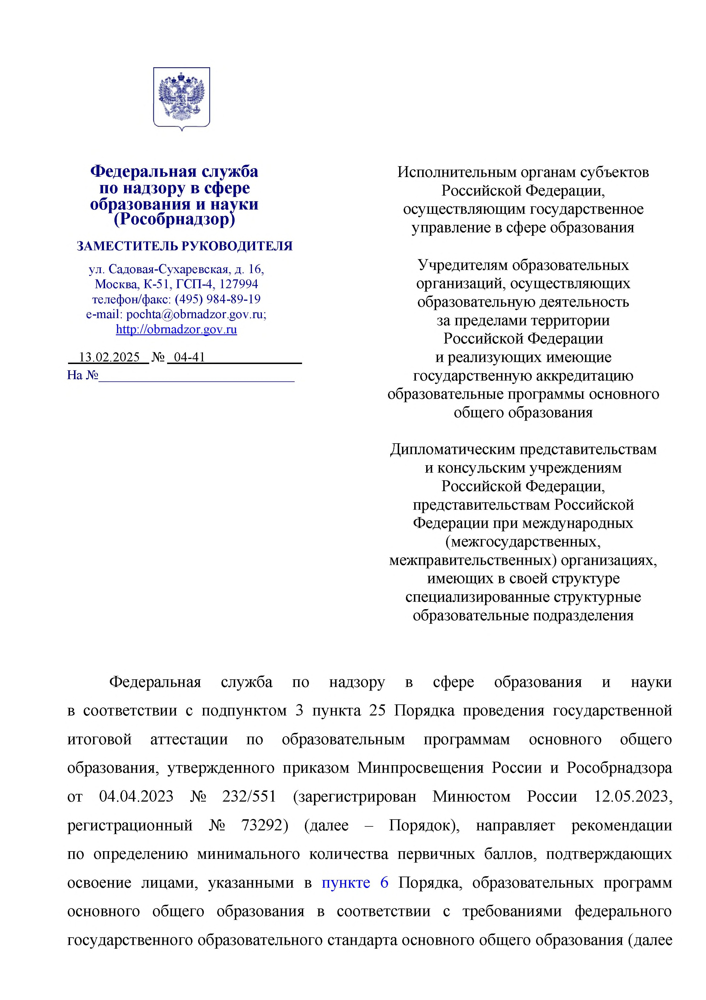 Федеральная служба
по надзору в сфере
образования и науки
(Рособрнадзор)
ЗАМЕСТИТЕЛЬ РУКОВОДИТЕЛЯ
ул. Садовая-Сухаревская, д. 16,
Москва, К-51, ГСП-4, 127994
телефон/факс: (495) 984-89-19
e-mail: pochta@obrnadzor.gov.ru;
http://obrnadzor.gov.ru
13.02.2025 № 04-41
На №
Исполнительным органам субъектов
Российской Федерации,
осуществляющим государственное
управление в сфере образования
Учредителям образовательных
организаций, осуществляющих
образовательную деятельность
за пределами территории
Российской Федерации
и реализующих имеющие
государственную аккредитацию
образовательные программы основного
общего образования
Дипломатическим представительствам
и консульским учреждениям
Российской Федерации,
представительствам Российской
Федерации при международных
(межгосударственных,
межправительственных) организациях,
имеющих в своей структуре
специализированные структурные
образовательные подразделения
Федеральная служба по надзору в сфере образования и науки
в соответствии с подпунктом 3 пункта 25 Порядка проведения государственной
итоговой аттестации по образовательным программам основного общего
образования, утвержденного приказом Минпросвещения России и Рособрнадзора
от 04.04.2023 № 232/551 (зарегистрирован Минюстом России 12.05.2023,
регистрационный № 73292) (далее – Порядок), направляет рекомендации
по определению минимального количества первичных баллов, подтверждающих
освоение лицами, указанными в пункте 6 Порядка, образовательных программ
основного общего образования в соответствии с требованиями федерального
государственного образовательного стандарта основного общего образования (далее